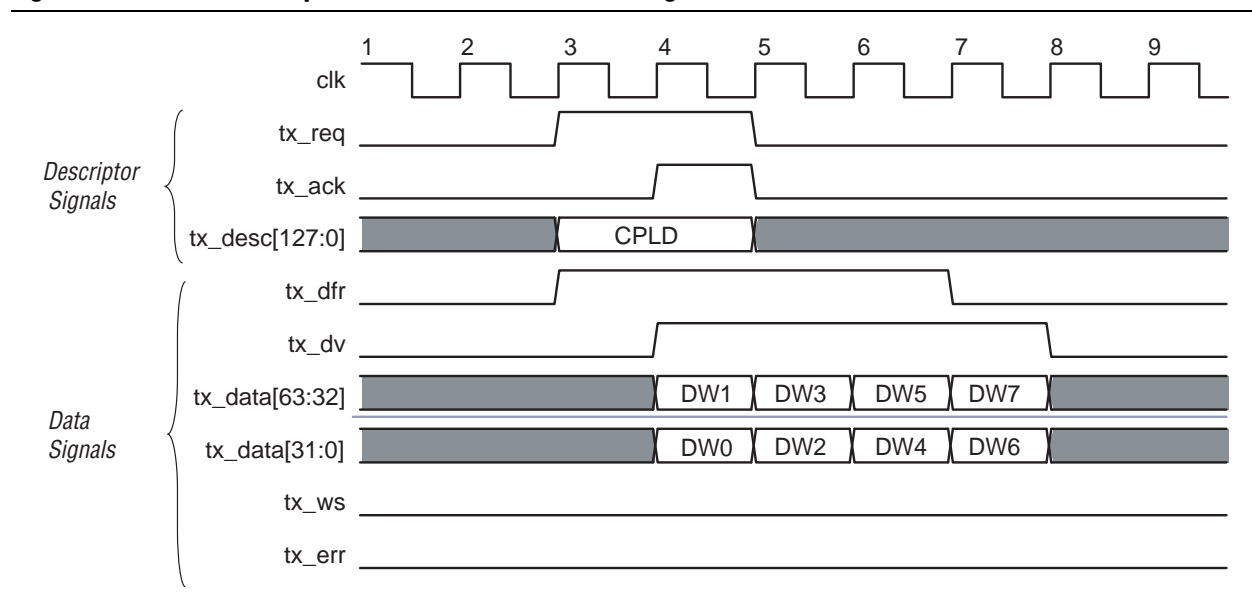 1 2 3 4 5 6 7 8 9
clk
tx_req
Descriptor
Signals
tx_ack
tx_desc[127:0]
CPLD
tx_dfr
tx_dv
tx_data[63:32]
DW1 DW3 DW5 DW7
Data
Signals
tx_data[31:0]
DW0 DW2 DW4 DW6
tx_ws
tx_err